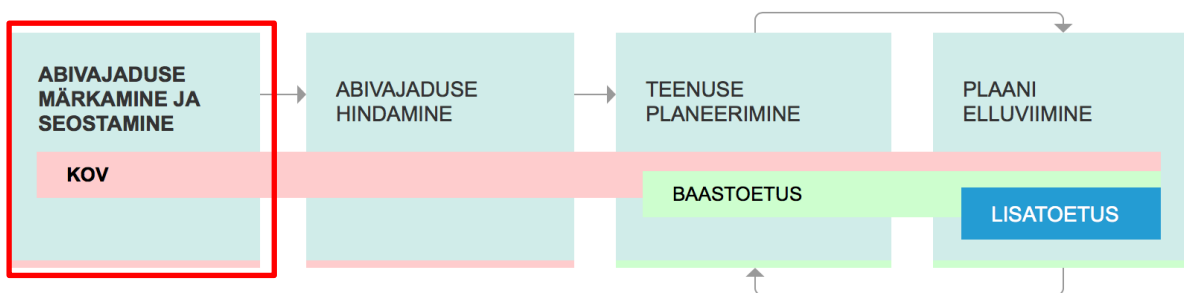 ABIVAJADUSE
MÄRKAMINE JA
SEOSTAMINE
ABIVAJADUSE
HINDAMINE
TEENUSE
PLANEERIMINE
PLAANI
ELLUVIIMINE
KOV
BAASTOETUS
LISATOETUS